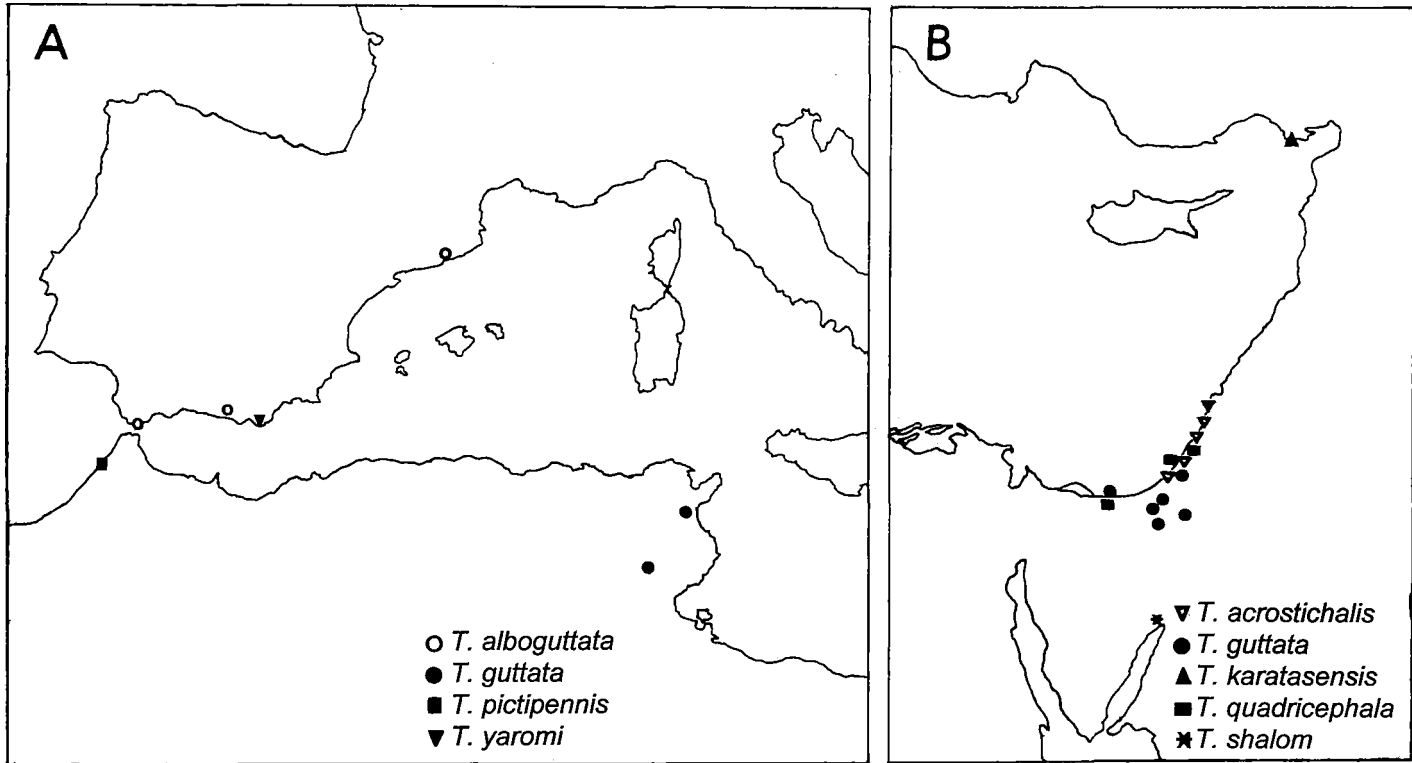 A
T. alboguttata
T. guttata
T. pictipennis
T. yaromi
B
T. acrostichalis
T. guttata
T. karatasensis
T. quadricephala
T. shalom